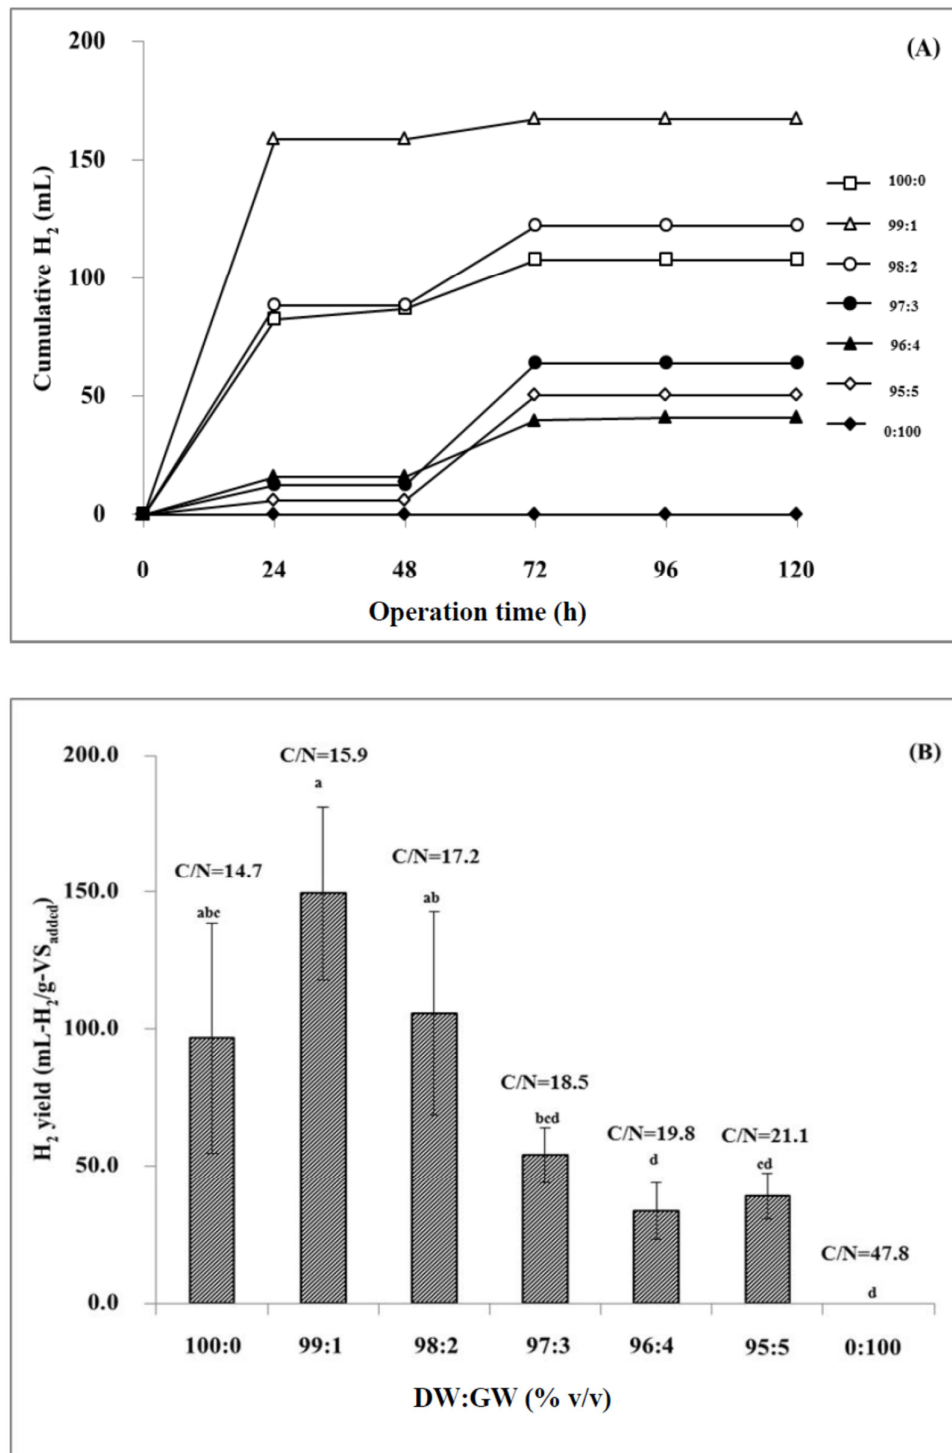 (A)
200
150
100
50
0
Cumulative H2 (mL)
0 24 48 72 96 120
Operation time (h)
100:0
99:1
98:2
97:3
96:4
95:5
0:100
(B)
200.0
150.0
100.0
50.0
0.0
H2 yield (mL-H2/g-VSadded)
C/N=14.7
abc
C/N=15.9
a
C/N=17.2
ab
C/N=18.5
bcd
C/N=19.8
d
C/N=21.1
cd
C/N=47.8
d
100:0 99:1 98:2 97:3 96:4 95:5 0:100
DW:GW (% v/v)